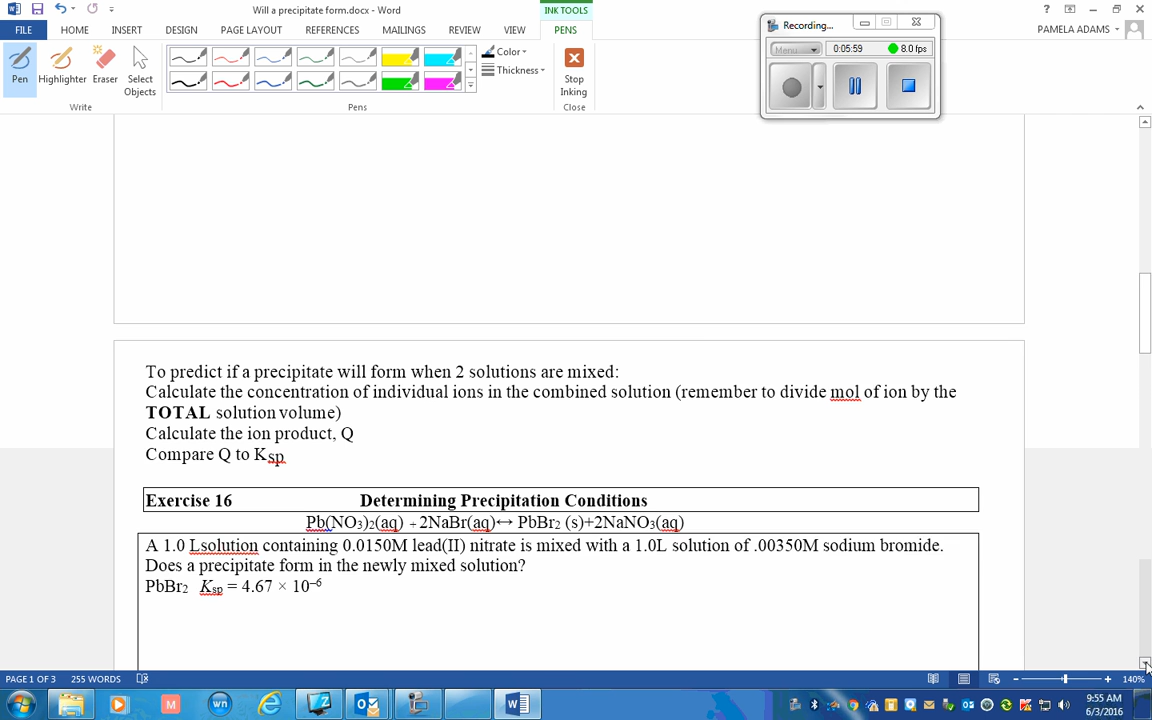 Will a precipitate form.docx - Word
INK TOOLS
FILE HOME INSERT DESIGN PAGE LAYOUT REFERENCES MAILINGS REVIEW VIEW PENS
PAMELA ADAMS
Pen Highlighter Eraser Select Objects
Color
Thickness
Stop Inking
Write Pens Close
Recording...
Menu 0:05:59 8.0 fps
To predict if a precipitate will form when 2 solutions are mixed:
Calculate the concentration of individual ions in the combined solution (remember to divide mol of ion by the
TOTAL solution volume)
Calculate the ion product, Q
Compare Q to Ksp
Exercise 16 Determining Precipitation Conditions
Pb(NO3)2(aq) + 2NaBr(aq)↔ PbBr2 (s)+2NaNO3(aq)
A 1.0 Lsolution containing 0.0150M lead(II) nitrate is mixed with a 1.0L solution of .00350M sodium bromide.
Does a precipitate form in the newly mixed solution?
PbBr2 Ksp = 4.67 × 10–6
PAGE 1 OF 3 255 WORDS 140%
M wn
9:55 AM
6/3/2016